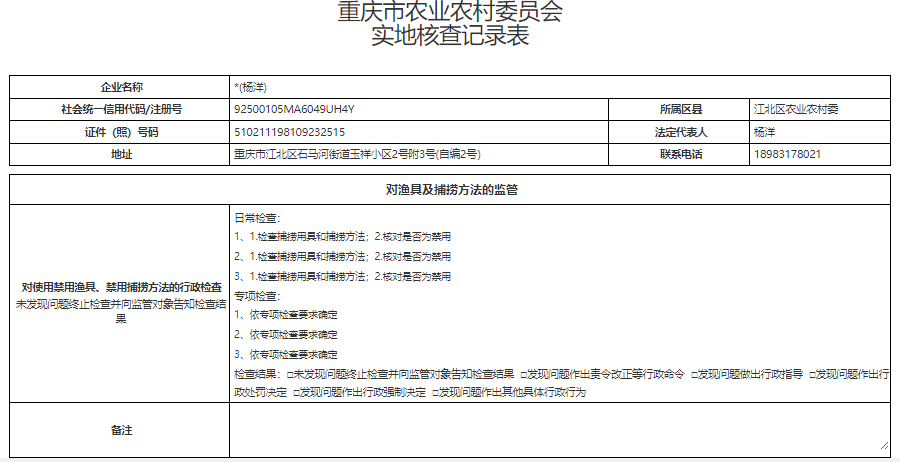 重庆市农业农村委员会
实地核查记录表
企业名称 *(杨洋)
社会统一信用代码/注册号 92500105MA6049UH4Y 所属区县 江北区农业农村委
证件（照）号码 510211198109232515 法定代表人 杨洋
地址 重庆市江北区石马河街道玉祥小区2号附3号(自编2号) 联系电话 18983178021
对渔具及捕捞方法的监管
对使用禁用渔具、禁用捕捞方法的行政检查
未发现问题终止检查并向监管对象告知检查结
果
日常检查：
1、1.检查捕捞用具和捕捞方法；2.核对是否为禁用
2、1.检查捕捞用具和捕捞方法；2.核对是否为禁用
3、1.检查捕捞用具和捕捞方法；2.核对是否为禁用
专项检查：
1、依专项检查要求确定
2、依专项检查要求确定
3、依专项检查要求确定
检查结果：□未发现问题终止检查并向监管对象告知检查结果 □发现问题作出责令改正等行政命令 □发现问题做出行政指导 □发现问题作出行
政处罚决定 □发现问题作出行政强制决定 □发现问题作出其他具体行政行为
备注